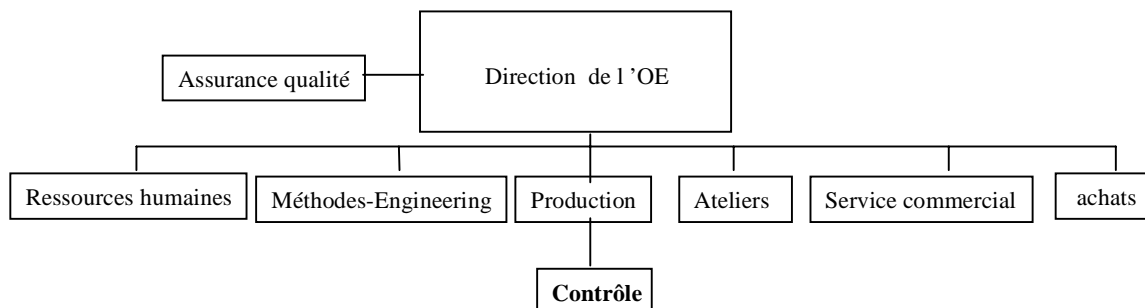 Assurance qualité
Direction de l ’OE
Ressources humaines
Méthodes-Engineering
Production
Ateliers
Service commercial
achats
Contrôle